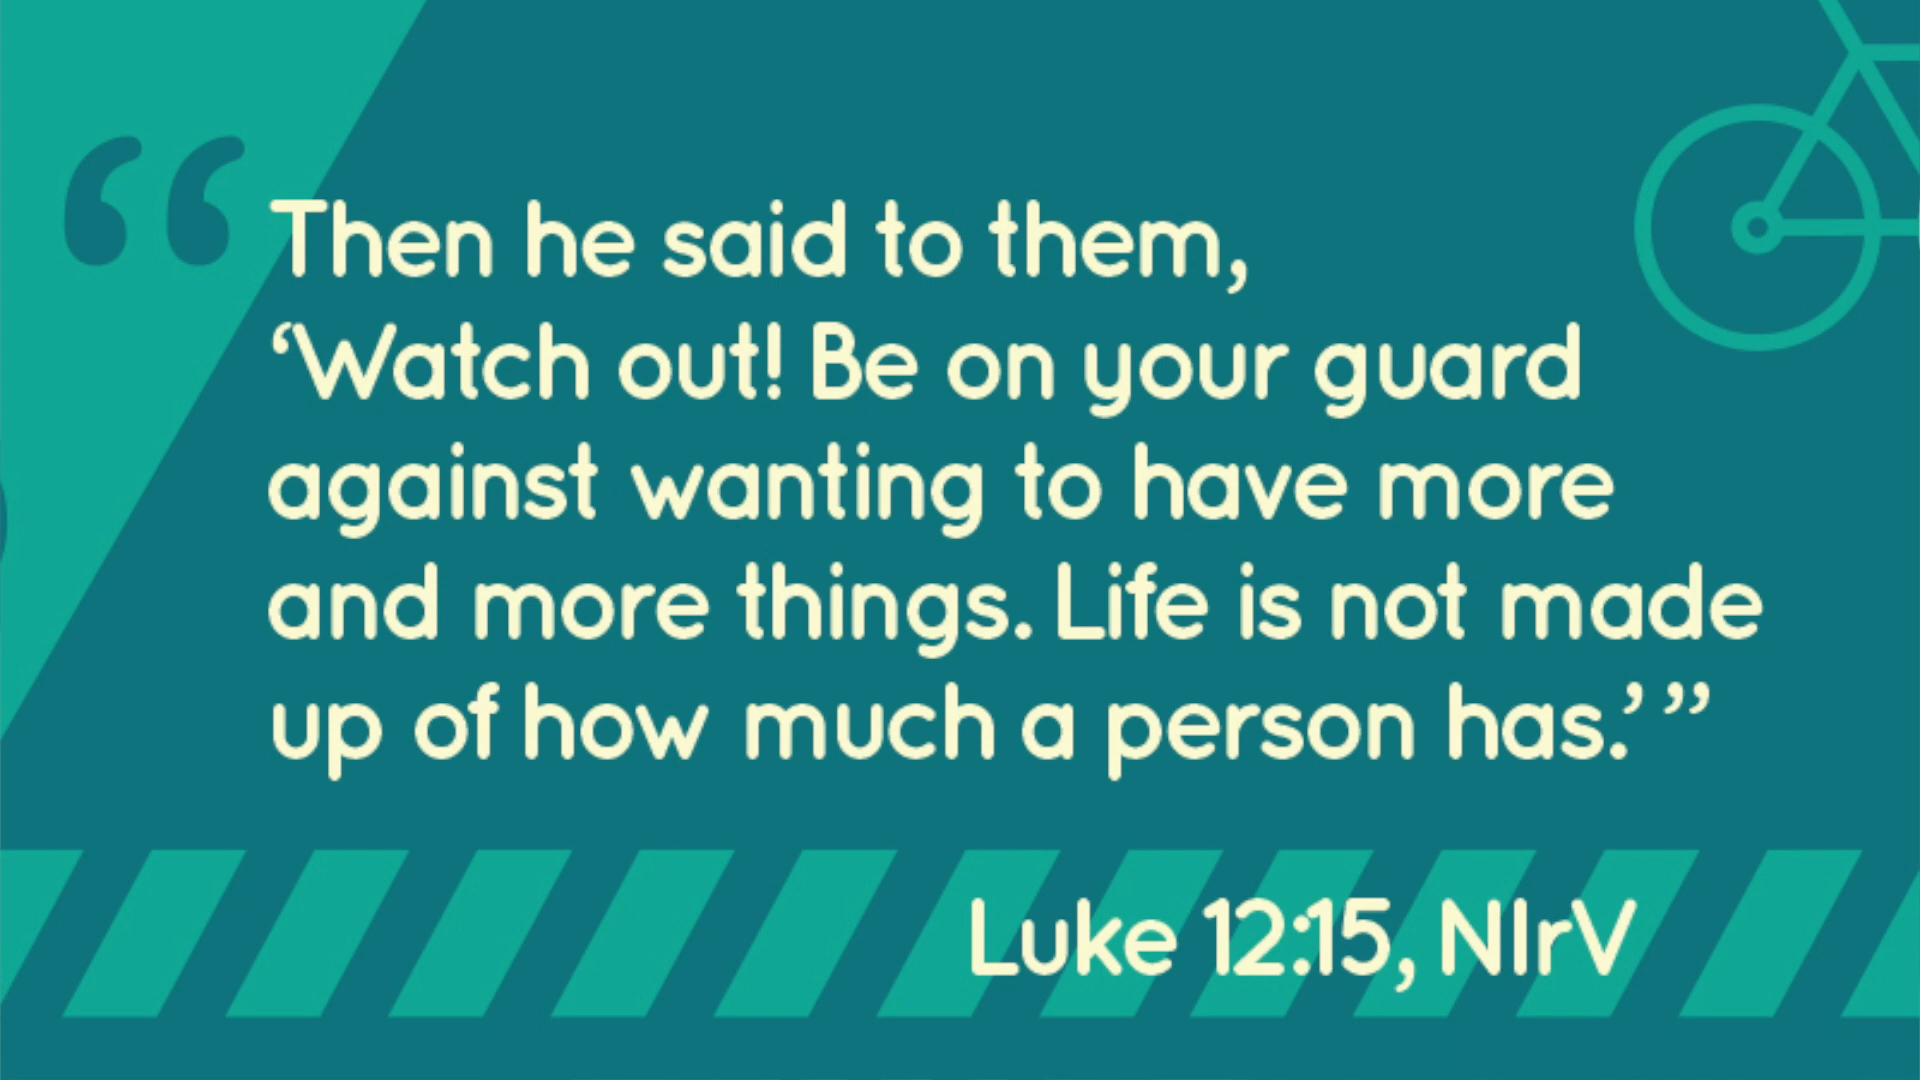 “Then he said to them,
‘Watch out! Be on your guard
against wanting to have more
and more things. Life is not made
up of how much a person has.’ ”
Luke 12:15, NIrV